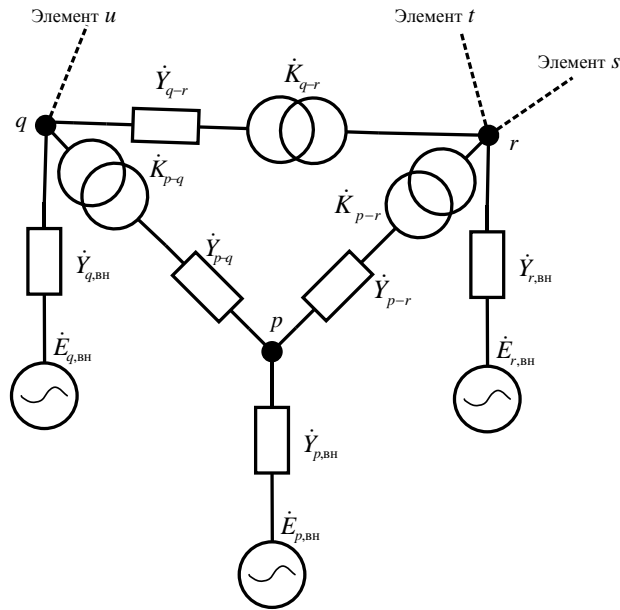 Элемент u
Элемент t
Элемент s
Ẏq−r
K̇q−r
q
r
K̇p−q
K̇p−r
Ẏq,вн
Ẏp−q
Ẏp−r
Ẏr,вн
p
Ėq,вн
Ėr,вн
Ẏp,вн
Ėp,вн